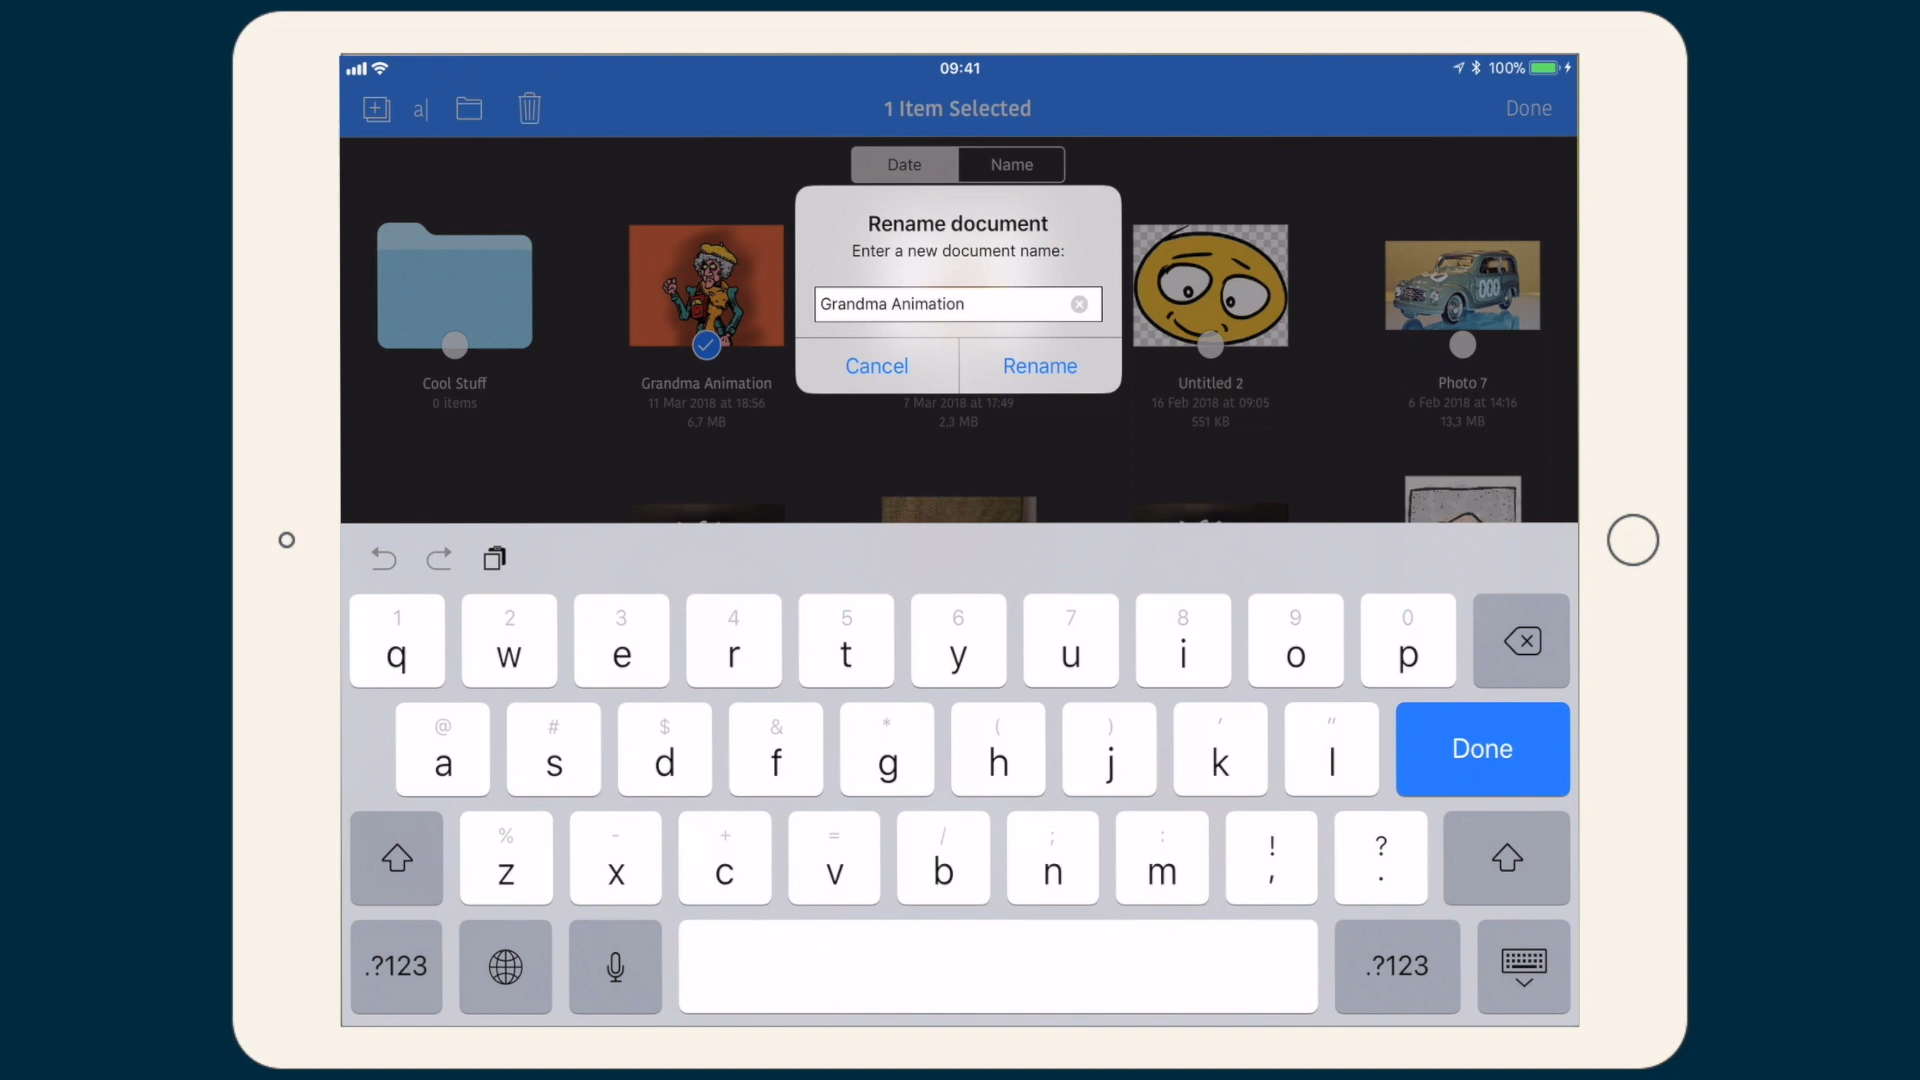 09:41
100%
a|
1 Item Selected
Done
Date
Name
Rename document
Enter a new document name:
Grandma Animation
Cancel
Rename
000
Cool Stuff
0 items
Grandma Animation
11 Mar 2018 at 18:56
6,7 MB
7 Mar 2018 at 17:49
2,3 MB
Untitled 2
16 Feb 2018 at 09:05
551 KB
Photo 7
6 Feb 2018 at 14:16
13,3 MB
1 2 3 4 5 6 7 8 9 0
q w e r t y u i o p
@ # $ & * ( ) ' "
a s d f g h j k l
Done
% - + = / ; : ! ?
z x c v b n m , .
.?123
.?123